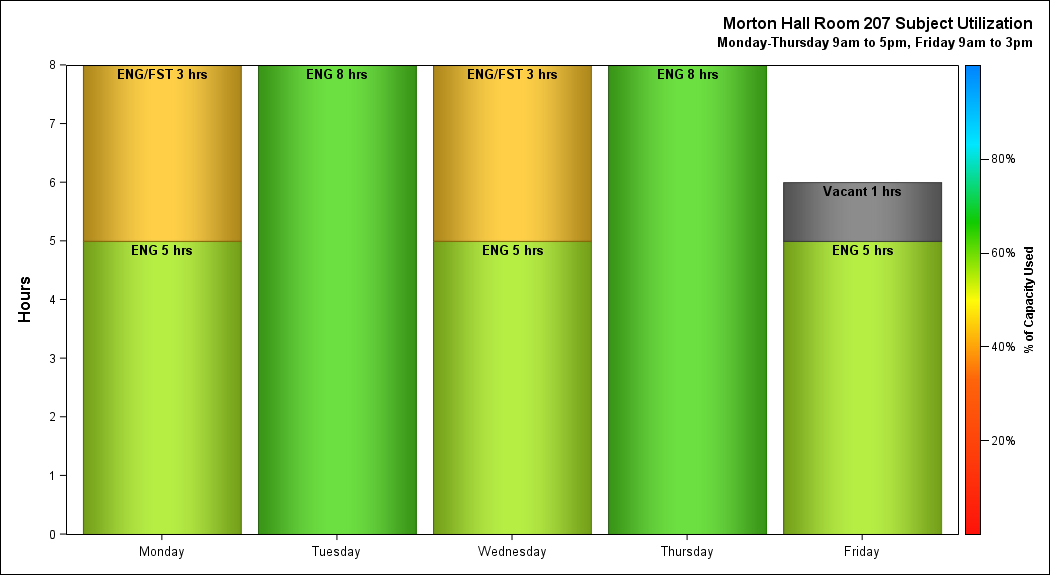 Morton Hall Room 207 Subject Utilization
Monday-Thursday 9am to 5pm, Friday 9am to 3pm
8
7
6
5
4
3
2
1
0
Hours
ENG/FST 3 hrs
ENG 5 hrs
ENG 8 hrs
ENG/FST 3 hrs
ENG 5 hrs
ENG 8 hrs
Vacant 1 hrs
ENG 5 hrs
Monday
Tuesday
Wednesday
Thursday
Friday
80%
60%
40%
20%
% of Capacity Used